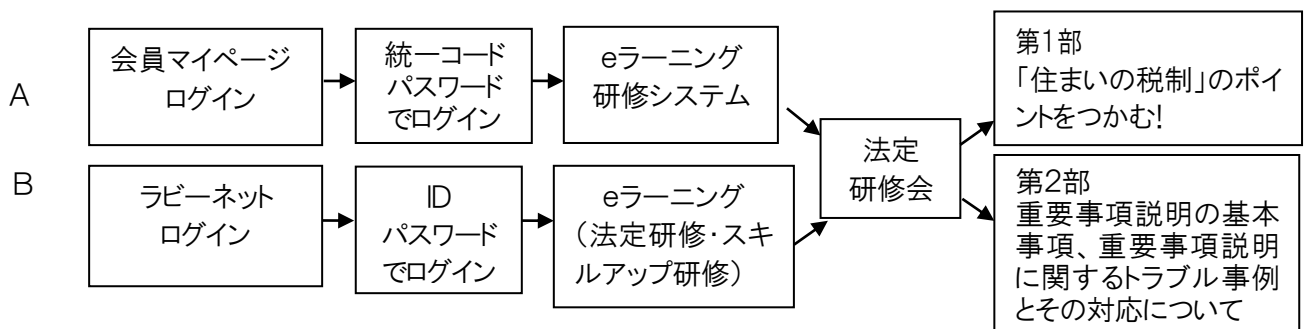 A
会員マイページ
ログイン
統一コード
パスワード
でログイン
eラーニング
研修システム
B
ラビーネット
ログイン
ID
パスワード
でログイン
eラーニング
(法定研修・スキ
ルアップ研修)
法定
研修会
第1部
「住まいの税制」のポイ
ントをつかむ!
第2部
重要事項説明の基本
事項、重要事項説明
に関するトラブル事例
とその対応について